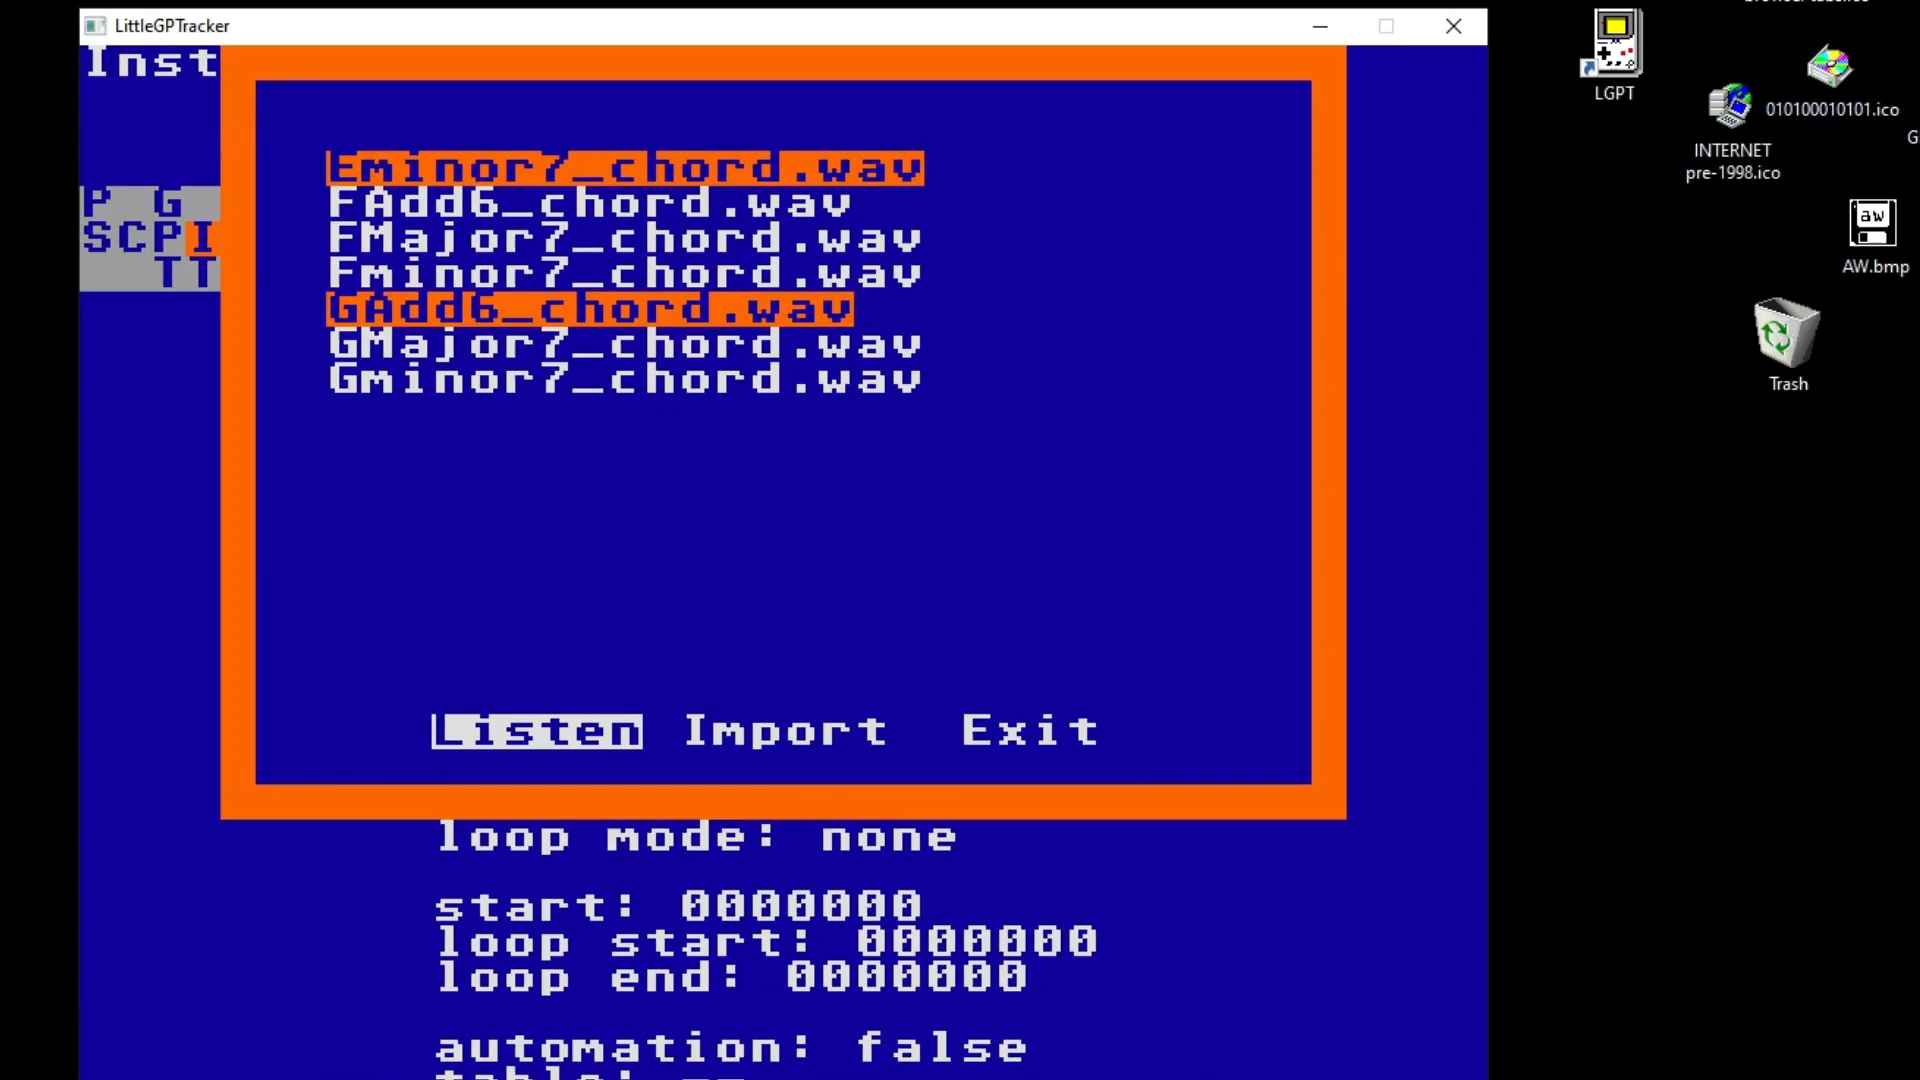 LittleGPTracker
Inst
P G
SCPI
TT
Eminor7_chord.wav
FAdd6_chord.wav
FMajor7_chord.wav
Fminor7_chord.wav
GAdd6_chord.wav
GMajor7_chord.wav
Gminor7_chord.wav
Listen Import Exit
loop mode: none
start: 0000000
loop start: 0000000
loop end: 0000000
automation: false
table: --
LGPT
010100010101.ico
G
INTERNET
pre-1998.ico
aw
AW.bmp
Trash